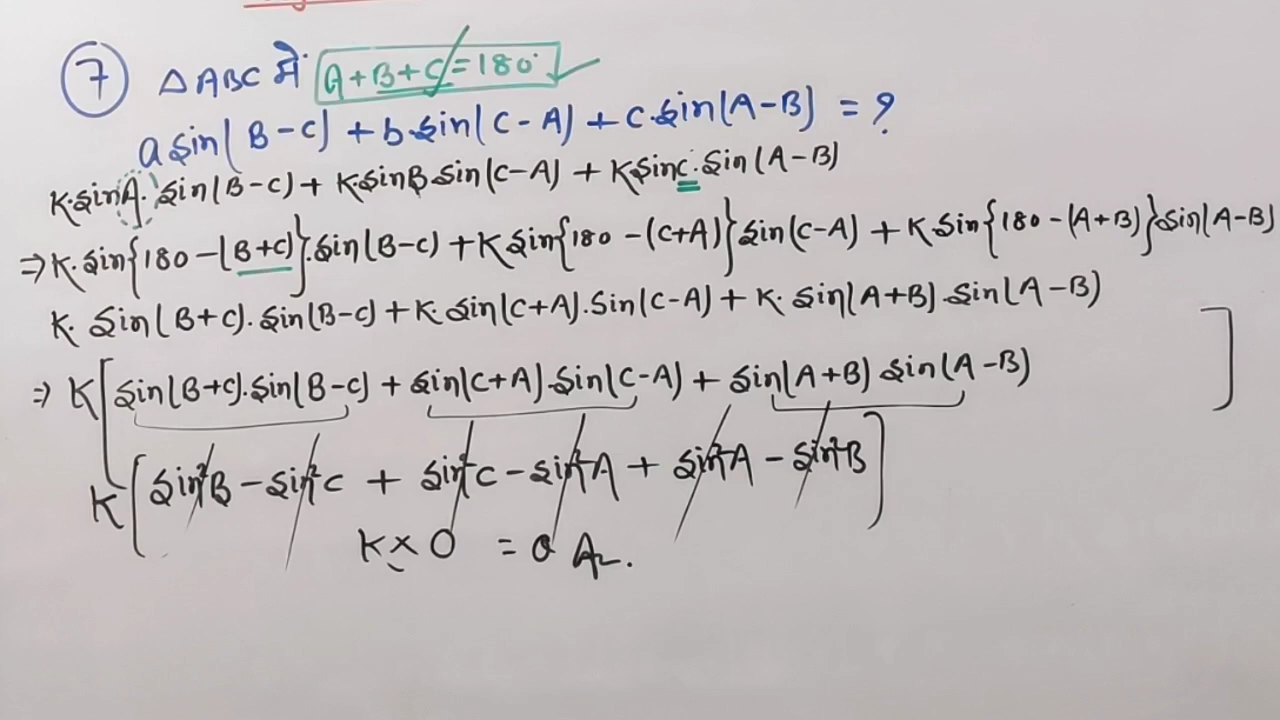 7 △ABC में A+B+C=180°
a sin(B-C) + b.sin(C-A) + c.sin(A-B) = ?
K.sinA. sin(B-C) + K.sinB sin(C-A) + K sinC. sin(A-B)
⇒ K. sin{180-(B+C)}.sin(B-C) + K sin{180-(C+A)} sin(C-A) + K sin{180-(A+B)} sin(A-B)
K. sin(B+C). sin(B-C) + K. sin(C+A). sin(C-A) + K. sin(A+B). sin(A-B)
⇒ K[sin(B+C).sin(B-C) + sin(C+A).sin(C-A) + sin(A+B) sin(A-B)]
K[sin²B - sin²C + sin²C - sin²A + sin²A - sin²B]
K×0 = 0